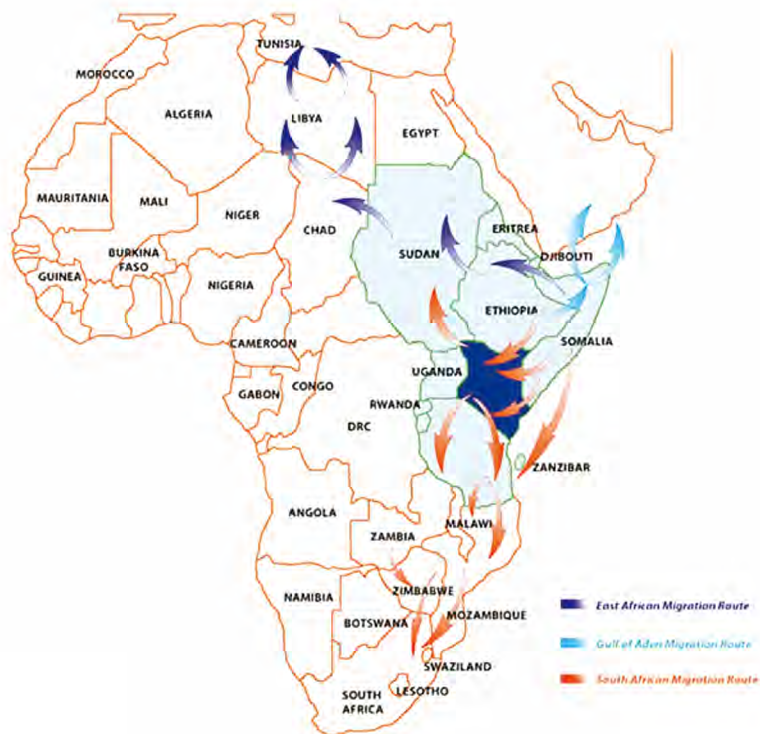 TUNISIA
MOROCCO
ALGERIA
LIBYA
EGYPT
MAURITANIA
MALI
NIGER
CHAD
SUDAN
ERITREA
DJIBOUTI
BURKINA
FASO
GUINEA
NIGERIA
ETHIOPIA
SOMALIA
CAMEROON
UGANDA
GABON
CONGO
RWANDA
DRC
ZANZIBAR
ANGOLA
MALAWI
ZAMBIA
ZIMBABWE
NAMIBIA
BOTSWANA
MOZAMBIQUE
SWAZILAND
LESOTHO
SOUTH
AFRICA
East African Migration Route
Gulf of Aden Migration Route
South African Migration Route